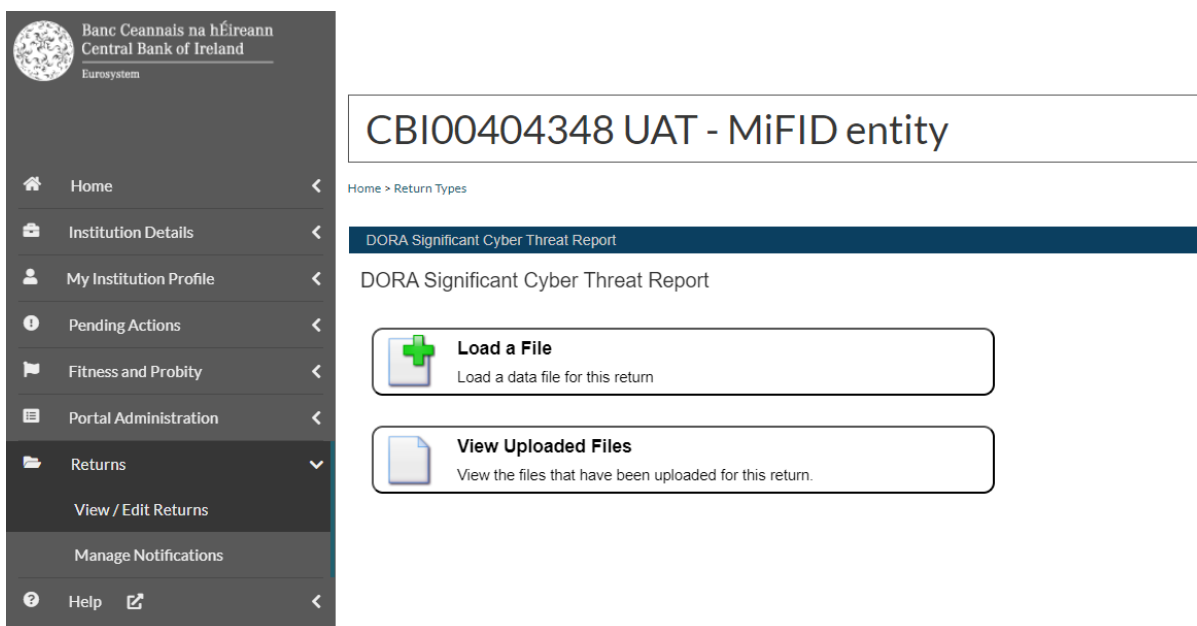 Banc Ceannais na hÉireann
Central Bank of Ireland
Eurosystem
CBI00404348 UAT - MiFID entity
Home > Return Types
Home
Institution Details
My Institution Profile
Pending Actions
Fitness and Probity
Portal Administration
Returns
View / Edit Returns
Manage Notifications
Help
DORA Significant Cyber Threat Report
DORA Significant Cyber Threat Report
Load a File
Load a data file for this return
View Uploaded Files
View the files that have been uploaded for this return.